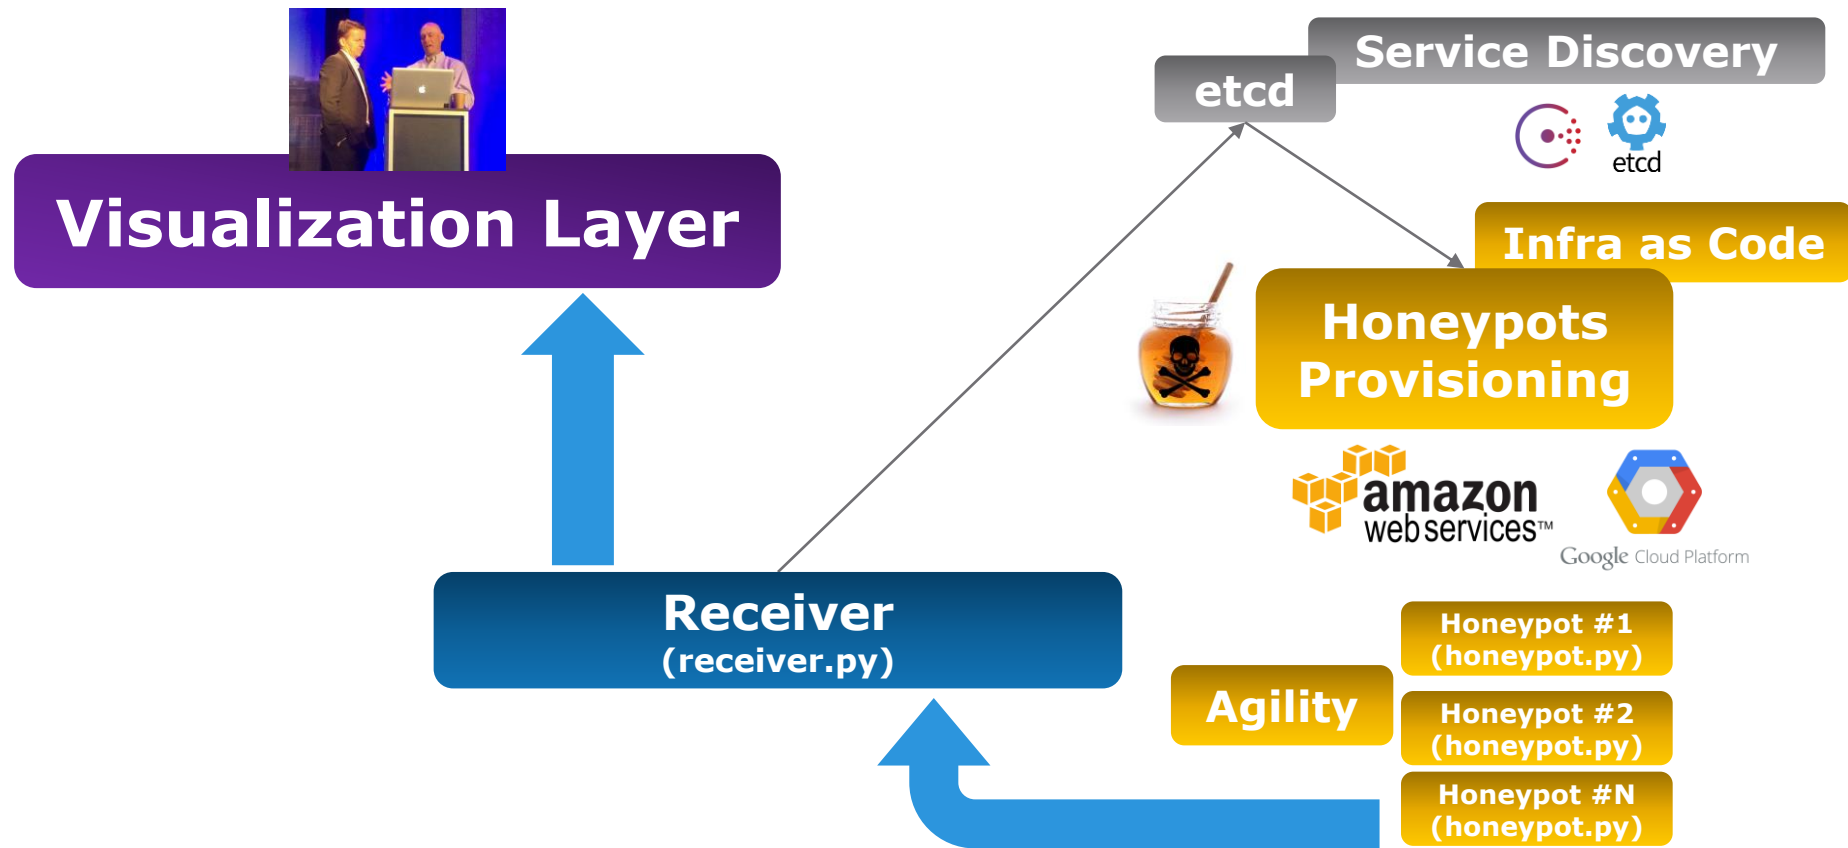 Service Discovery
etcd
etcd
Visualization Layer
Infra as Code
Honeypots
Provisioning
amazon
web services™
Google Cloud Platform
Receiver
(receiver.py)
Honeypot #1
(honeypot.py)
Agility
Honeypot #2
(honeypot.py)
Honeypot #N
(honeypot.py)